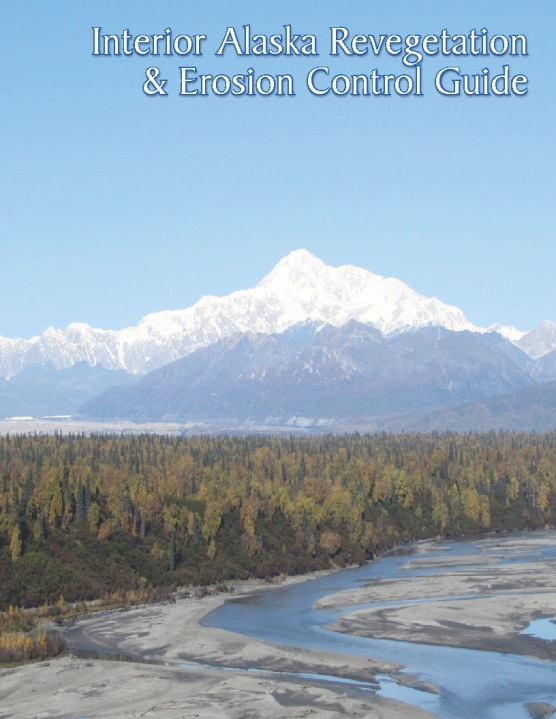 Interior Alaska Revegetation
& Erosion Control Guide